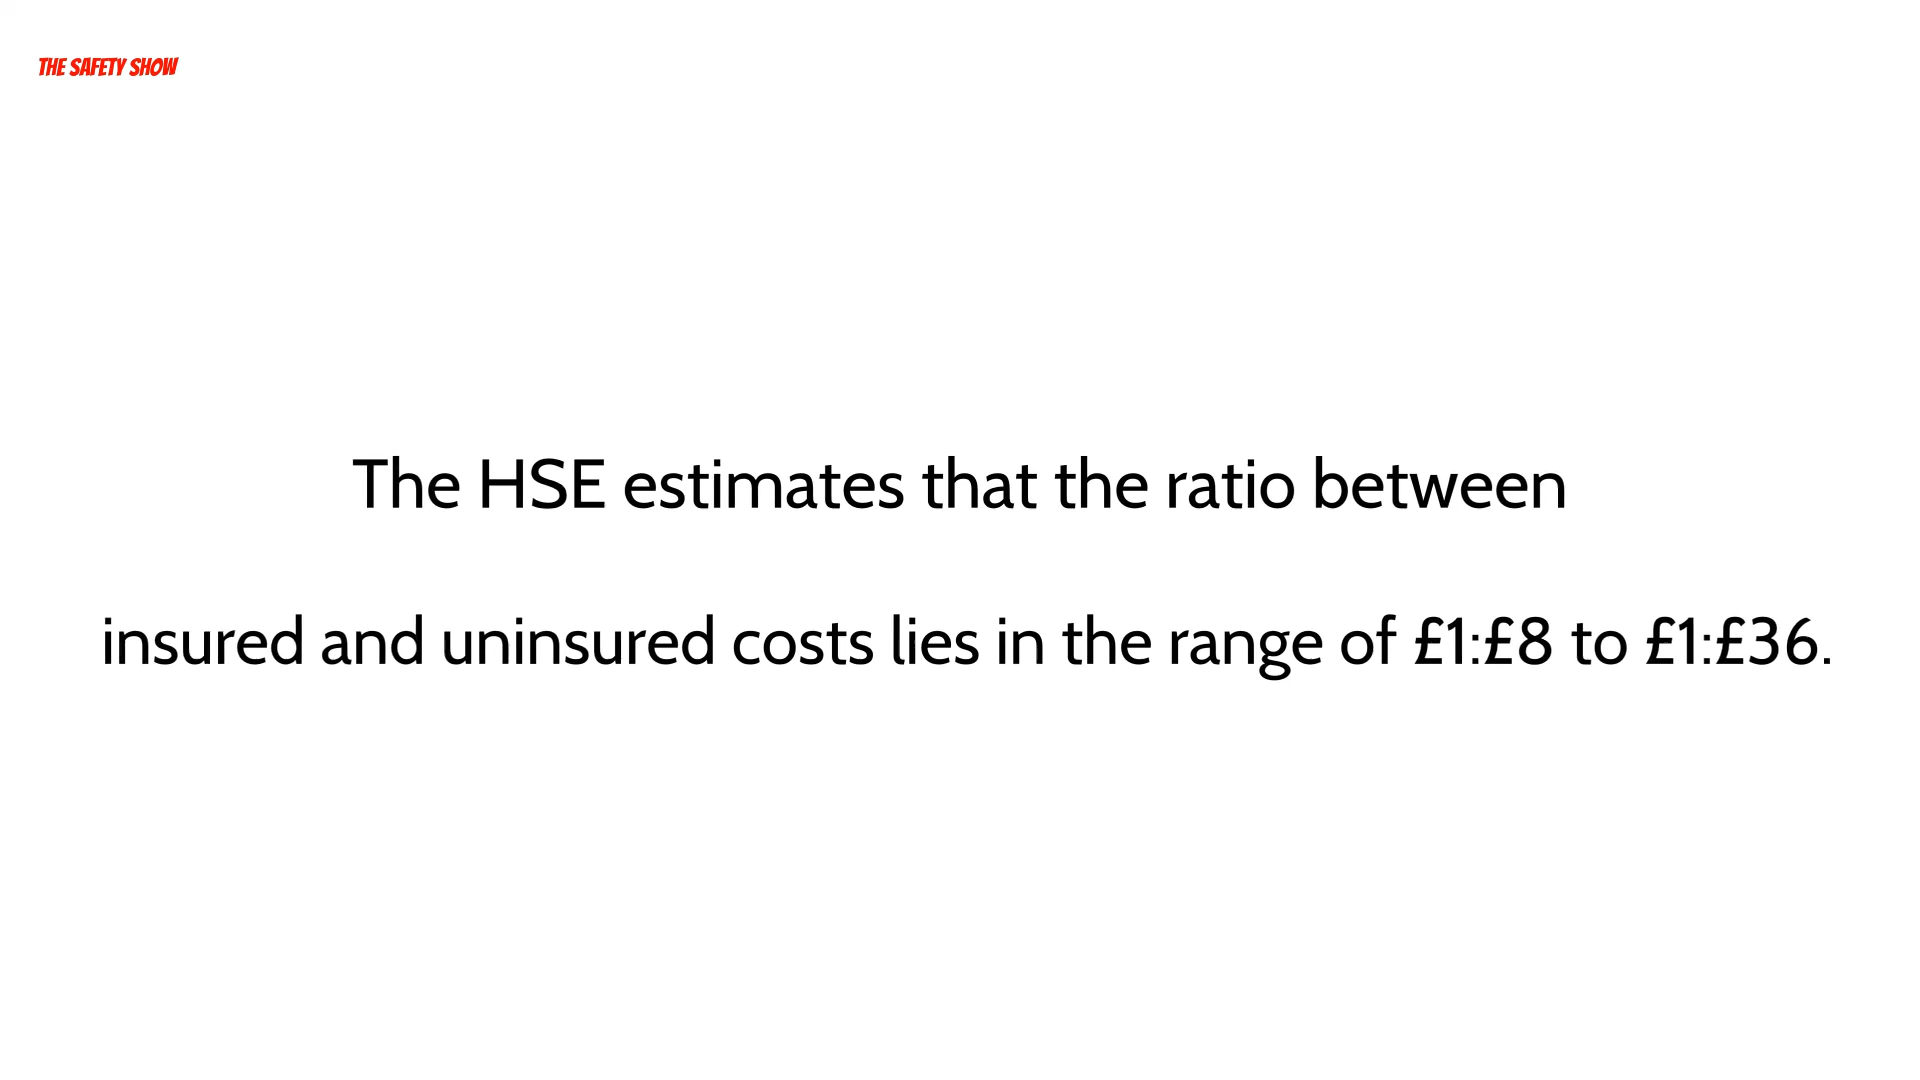 THE SAFETY SHOW
The HSE estimates that the ratio between
insured and uninsured costs lies in the range of £1:£8 to £1:£36.